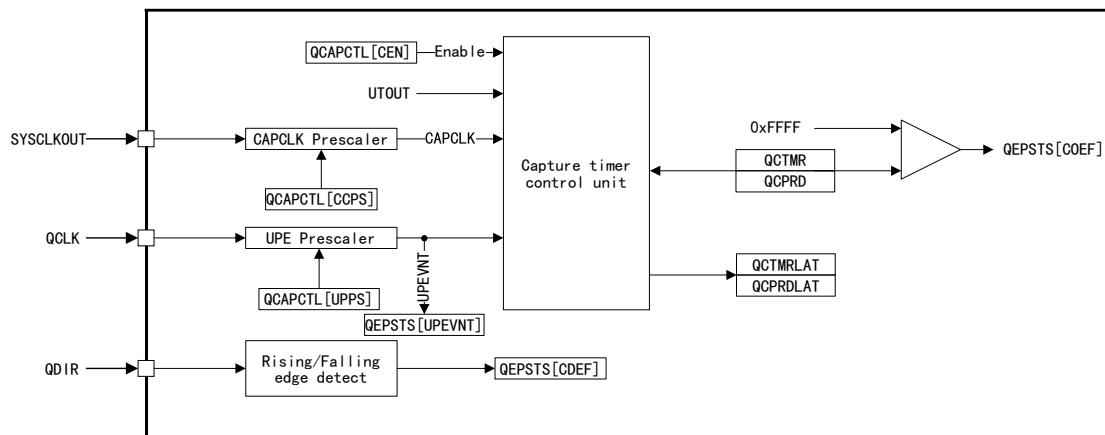 QCAPCTL[CEN]
Enable
UTOUT
SYSCLKOUT
CAPCLK Prescaler
CAPCLK
0xFFFF
QEPSTS[COEF]
Capture timer
control unit
QCTMR
QCPRD
QCAPCTL[CCPS]
QCLK
UPE Prescaler
UPEVNT
QCTMRLAT
QCPRDLAT
QCAPCTL[UPPS]
QEPSTS[UPEVNT]
QDIR
Rising/Falling
edge detect
QEPSTS[CDEF]